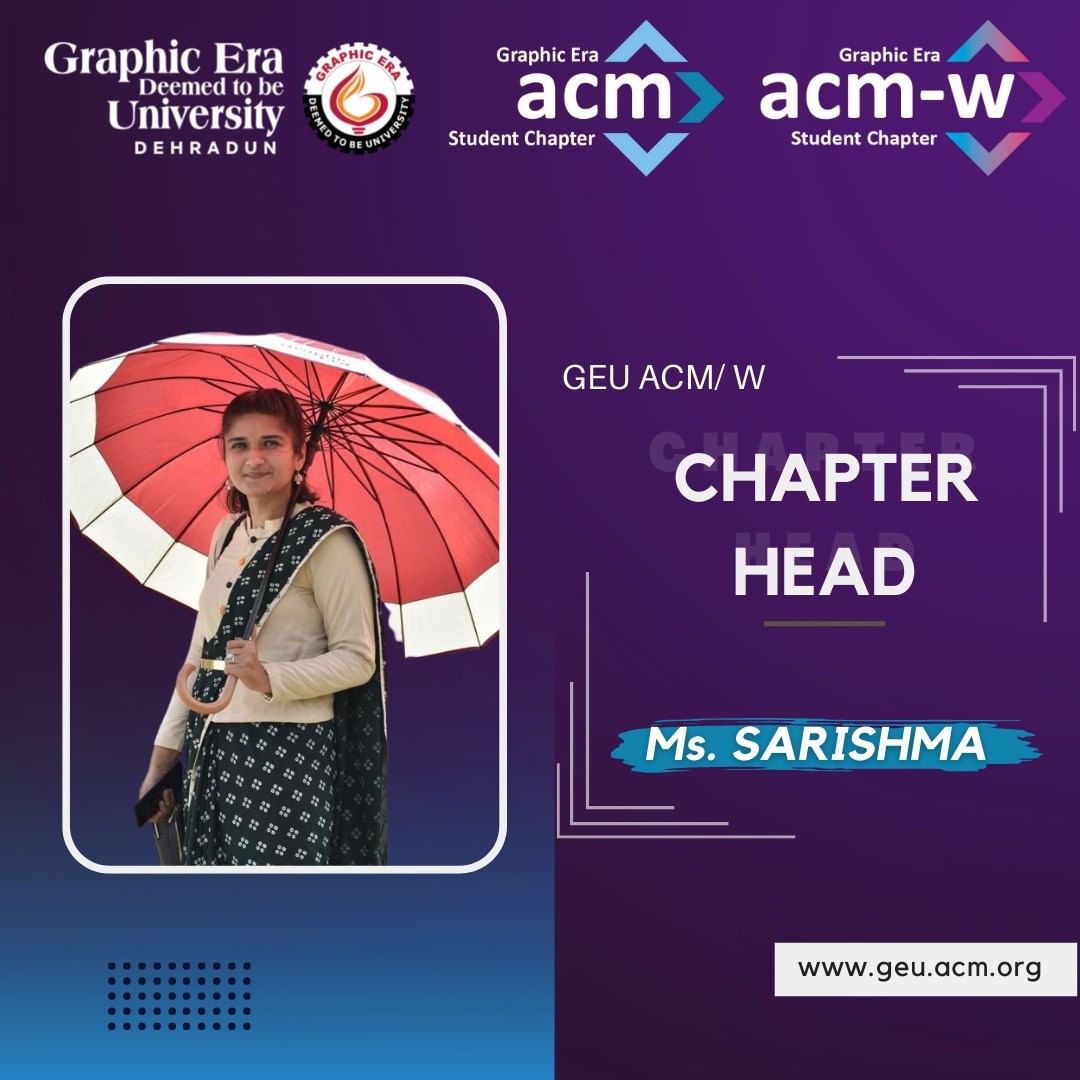 Graphic Era
Deemed to be
University
DEHRADUN
GRAPHIC ERA
DEEMED TO BE UNIVERSITY
Graphic Era
acm
Student Chapter
Graphic Era
acm-w
Student Chapter
GEU ACM/ W
CHAPTER
CHAPTER
HEAD
HEAD
Ms. SARISHMA
www.geu.acm.org